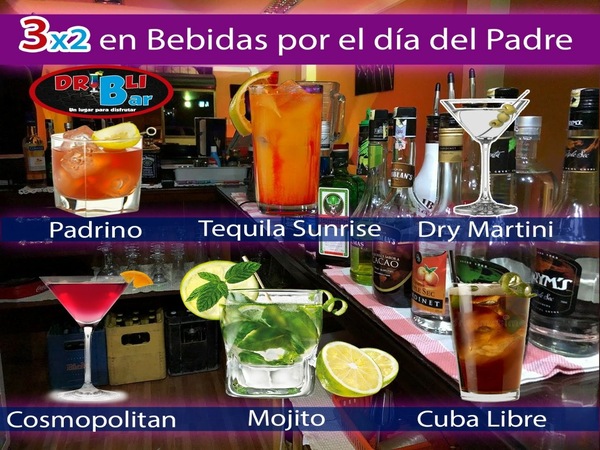 3x2 en Bebidas por el día del Padre
DRIBLI
Bar
Un lugar para disfrutar
Padrino
Tequila Sunrise
Dry Martini
Cosmopolitan
Mojito
Cuba Libre
CACAO